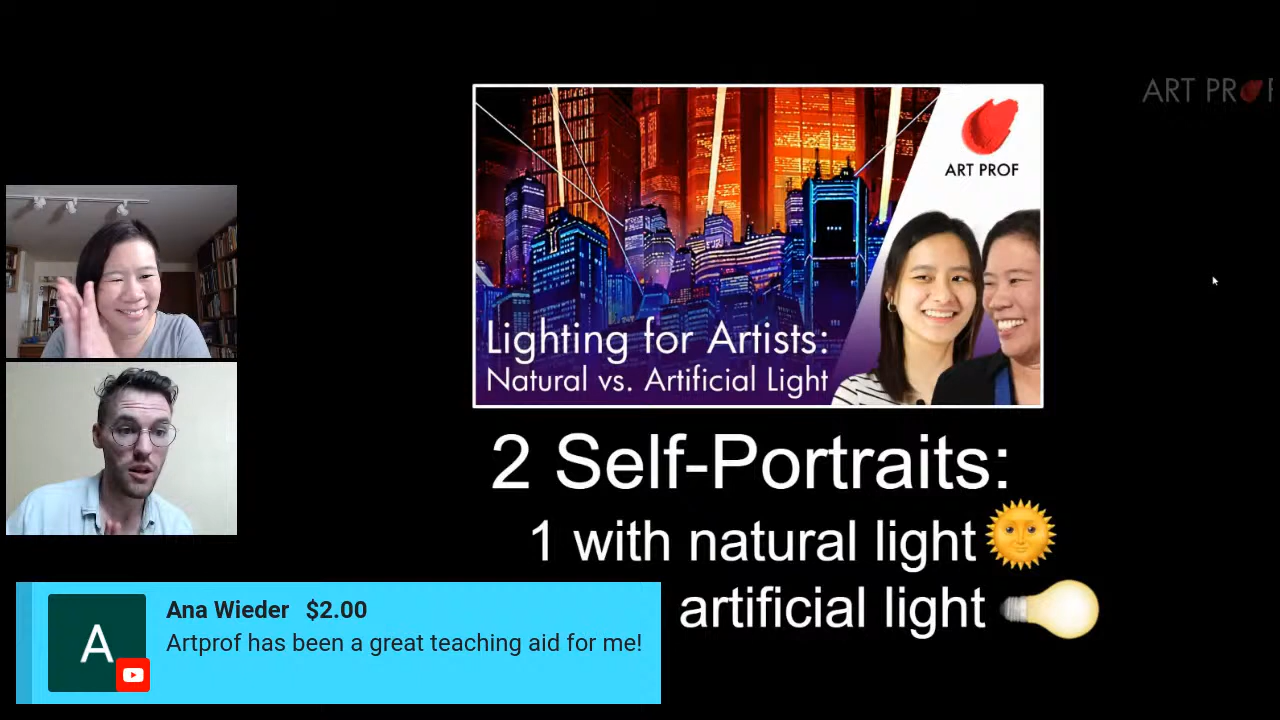 ART PROF
ART PROF
Lighting for Artists:
Natural vs. Artificial Light
2 Self-Portraits:
1 with natural light
artificial light
A
Ana Wieder $2.00
Artprof has been a great teaching aid for me!